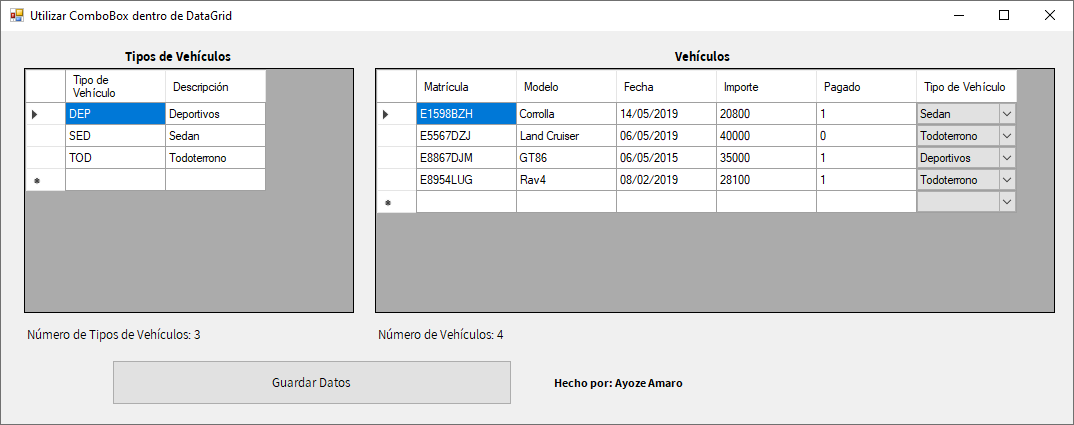 Utilizar ComboBox dentro de DataGrid
Tipos de Vehículos
Tipo de Vehículo Descripción
DEP Deportivos
SED Sedan
TOD Todoterrono
Número de Tipos de Vehículos: 3
Vehículos
Matrícula Modelo Fecha Importe Pagado Tipo de Vehículo
E1598BZH Corrolla 14/05/2019 20800 1 Sedan
E5567DZJ Land Cruiser 06/05/2019 40000 0 Todoterrono
E8867DJM GT86 06/05/2015 35000 1 Deportivos
E8954LUG Rav4 08/02/2019 28100 1 Todoterrono
Número de Vehículos: 4
Guardar Datos
Hecho por: Ayoze Amaro